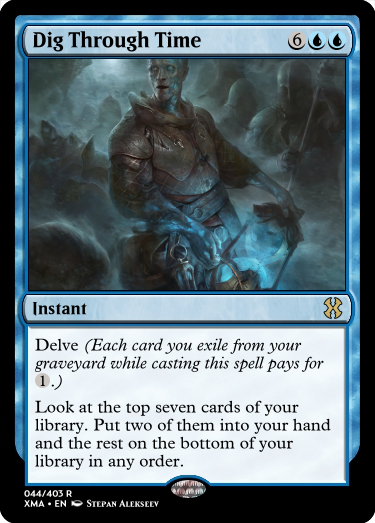 Dig Through Time 6
Instant
Delve (Each card you exile from your
graveyard while casting this spell pays for
1.)
Look at the top seven cards of your
library. Put two of them into your hand
and the rest on the bottom of your
library in any order.
044/403 R
XMA • EN Stepan Alekseev